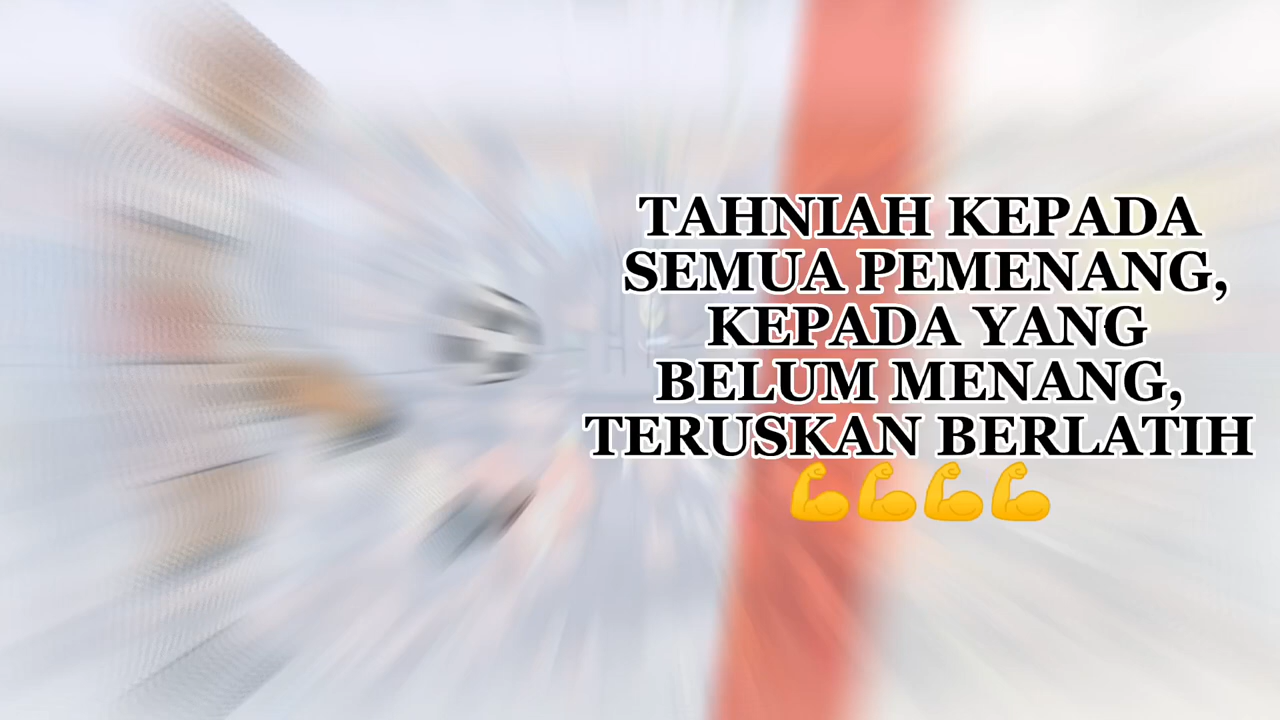 TAHNIAH KEPADA
SEMUA PEMENANG,
KEPADA YANG
BELUM MENANG,
TERUSKAN BERLATIH
💪💪💪💪